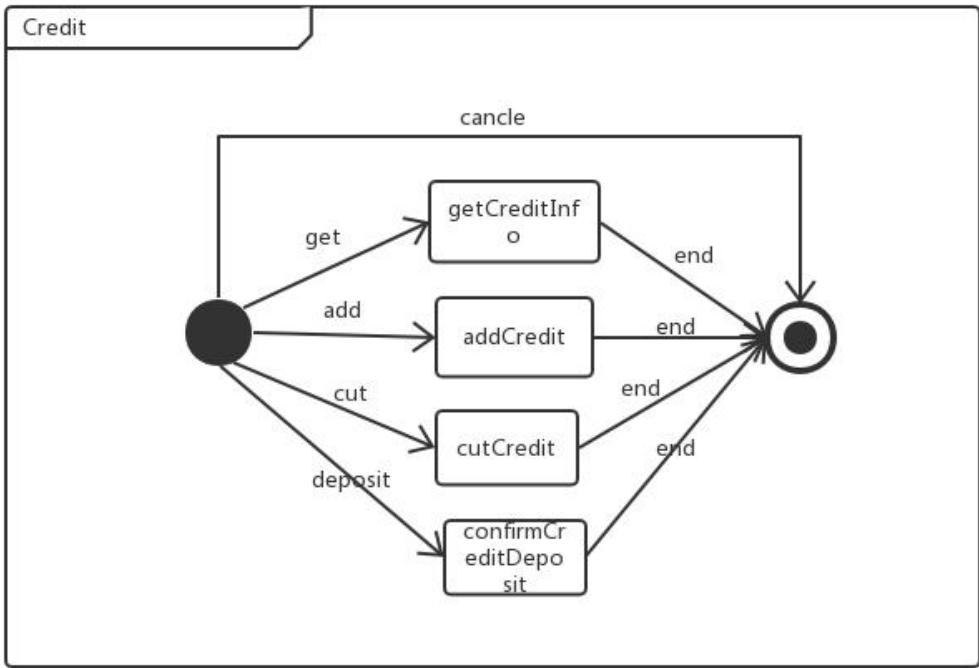 Credit
cancle
getCreditInf
o
get
end
add
addCredit
end
cut
cutCredit
end
deposit
confirmCr
editDepo
sit
end